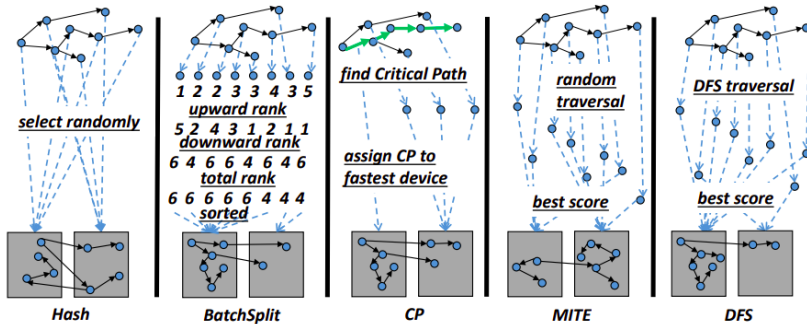 select randomly
Hash
1 2 2 3 3 4 3 5
upward rank
5 2 4 3 1 2 1 1
downward rank
6 4 6 6 4 6 4 6
total rank
6 6 6 6 6 4 4 4
sorted
BatchSplit
find Critical Path
assign CP to
fastest device
CP
random
traversal
best score
MITE
DFS traversal
best score
DFS